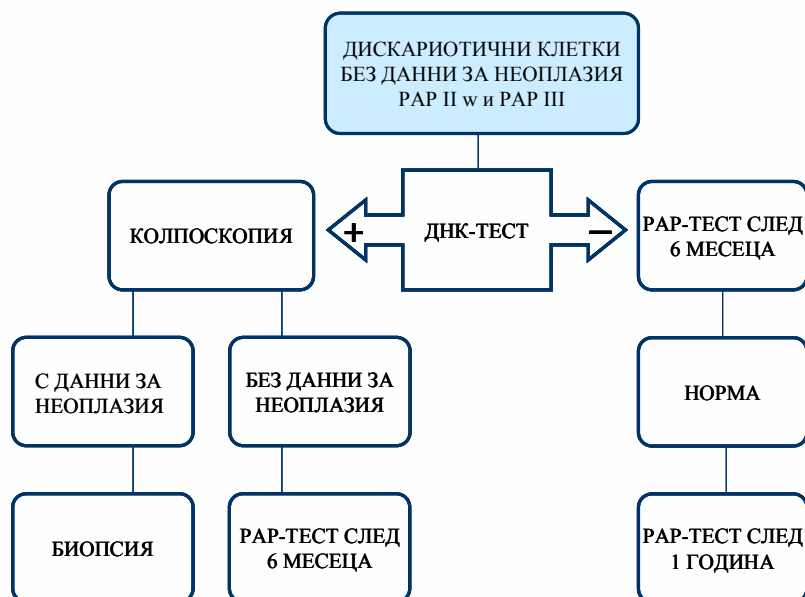 ДИСКАРИОТИЧНИ КЛЕТКИ
БЕЗ ДАННИ ЗА НЕОПЛАЗИЯ
PAP II w и PAP III
КОЛПОСКОПИЯ
+
ДНК-ТЕСТ
–
PAP-ТЕСТ СЛЕД
6 МЕСЕЦА
С ДАННИ ЗА
НЕОПЛАЗИЯ
БЕЗ ДАННИ ЗА
НЕОПЛАЗИЯ
НОРМА
БИОПСИЯ
PAP-ТЕСТ СЛЕД
6 МЕСЕЦА
PAP-ТЕСТ СЛЕД
1 ГОДИНА